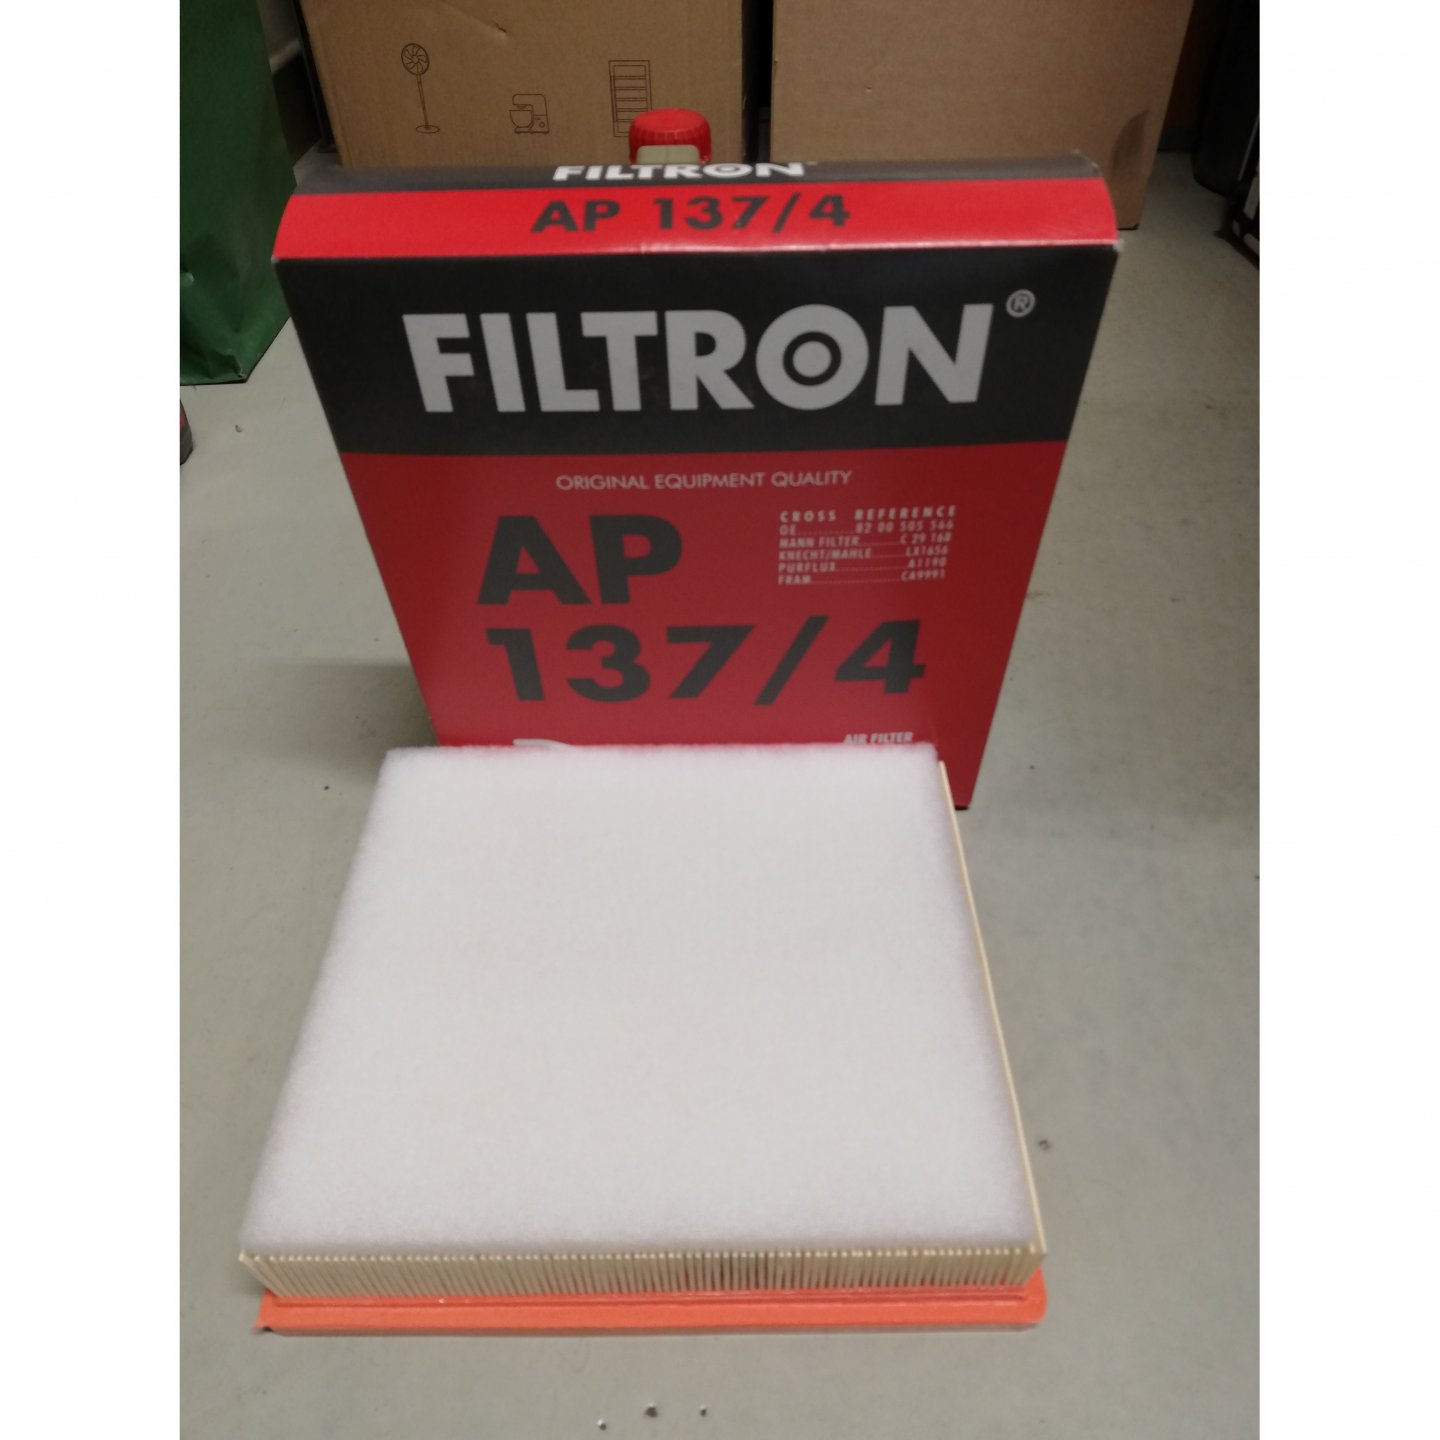 FILTRON
AP 137/4
FILTRON®
ORIGINAL EQUIPMENT QUALITY
AP
137/4
CROSS REFERENCE
OE...........82 00 505 566
MANN FILTER.......C 29 168
KNECHT/MAHLE......LX1656
PURFLUX............A1190
FRAM...................CA9991
AIR FILTER